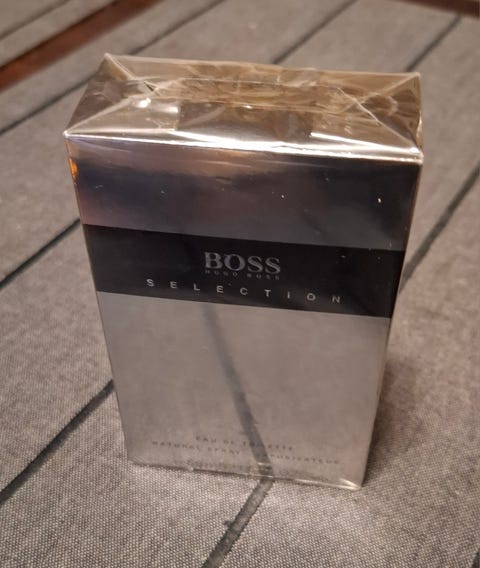 BOSS
HUGO BOSS
SELECTION
EAU DE TOILETTE
NATURAL SPRAY VAPORISATEUR